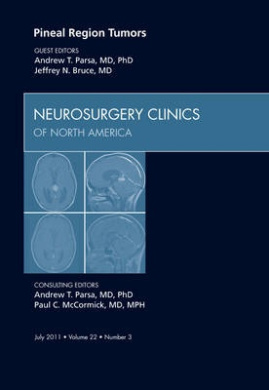 Pineal Region Tumors
GUEST EDITORS
Andrew T. Parsa, MD, PhD
Jeffrey N. Bruce, MD
NEUROSURGERY CLINICS
OF NORTH AMERICA
CONSULTING EDITORS
Andrew T. Parsa, MD, PhD
Paul C. McCormick, MD, MPH
July 2011 • Volume 22 • Number 3